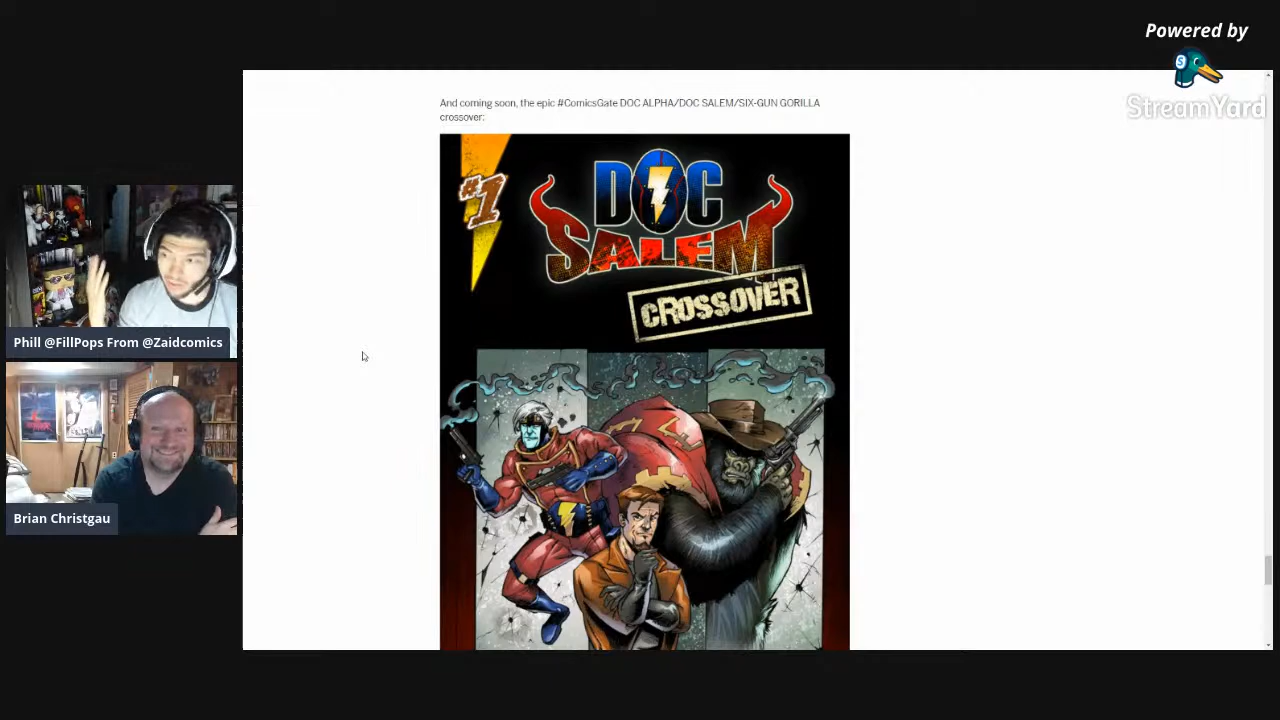 Powered by
StreamYard
And coming soon, the epic #ComicsGate DOC ALPHA/DOC SALEM/SIX-GUN GORILLA
crossover:
#1
DOC
SALEM
CROSSOVER
Phill @FillPops From @Zaidcomics
Brian Christgau